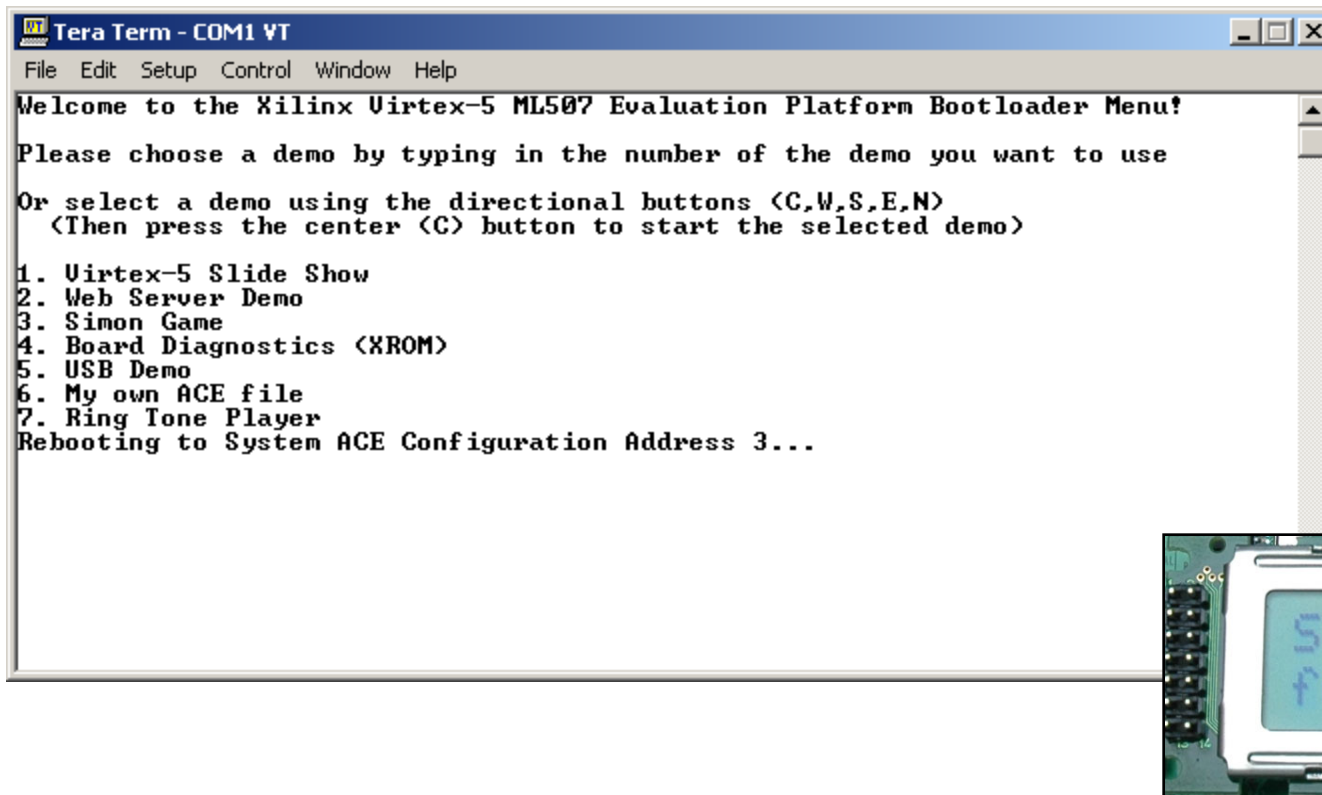 Tera Term - COM1 VT
File Edit Setup Control Window Help
Welcome to the Xilinx Virtex-5 ML507 Evaluation Platform Bootloader Menu!
Please choose a demo by typing in the number of the demo you want to use
Or select a demo using the directional buttons (C,W,S,E,N)
(Then press the center (C) button to start the selected demo)
1. Virtex-5 Slide Show
2. Web Server Demo
3. Simon Game
4. Board Diagnostics (XROM)
5. USB Demo
6. My own ACE file
7. Ring Tone Player
Rebooting to System ACE Configuration Address 3...